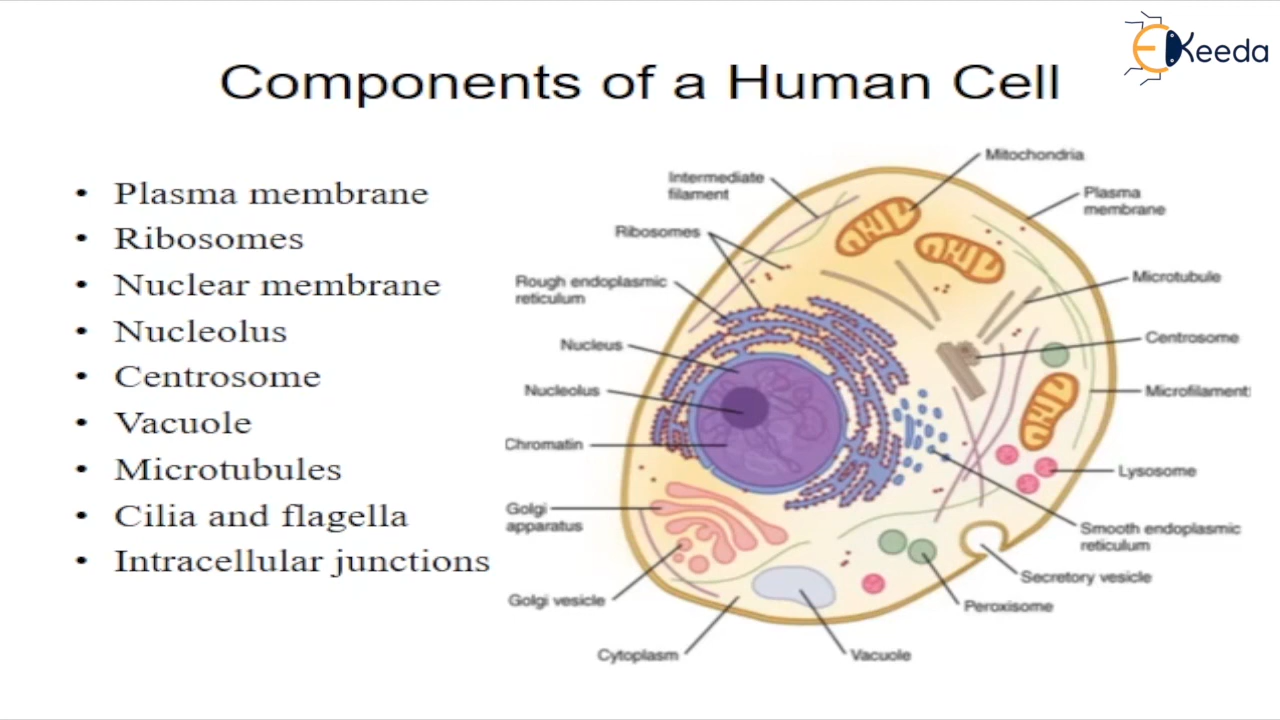 EKeeda
Components of a Human Cell
• Plasma membrane
• Ribosomes
• Nuclear membrane
• Nucleolus
• Centrosome
• Vacuole
• Microtubules
• Cilia and flagella
• Intracellular junctions
Mitochondria
Intermediate
filament
Plasma
membrane
Ribosomes
Rough endoplasmic
reticulum
Microtubule
Nucleus
Centrosome
Nucleolus
Microfilament
Chromatin
Lysosome
Golgi
apparatus
Smooth endoplasmic
reticulum
Secretory vesicle
Golgi vesicle
Peroxisome
Cytoplasm
Vacuole